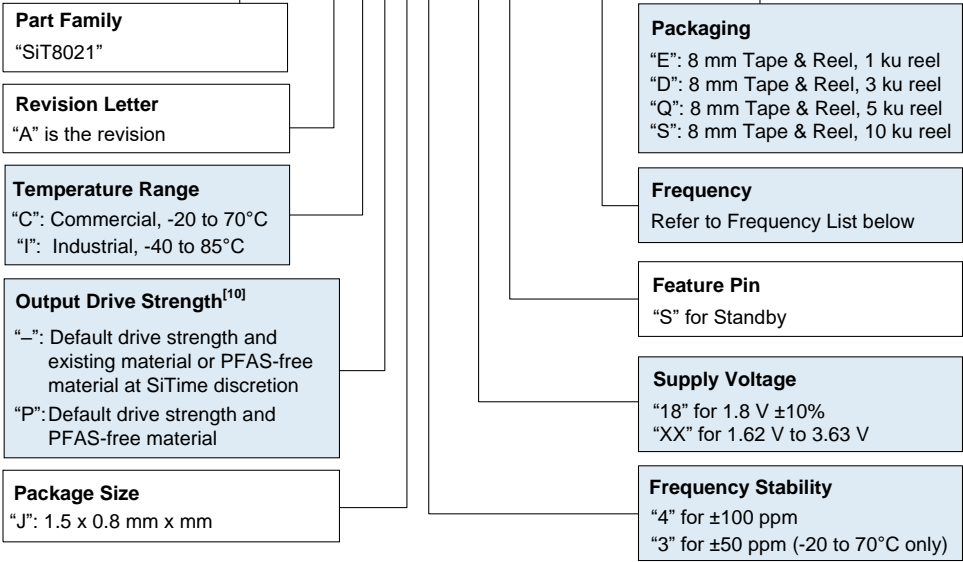 Part Family
“SiT8021”
Revision Letter
“A” is the revision
Temperature Range
“C”: Commercial, -20 to 70°C
“I”: Industrial, -40 to 85°C
Output Drive Strength[10]
“–”: Default drive strength and
existing material or PFAS-free
material at SiTime discretion
“P”: Default drive strength and
PFAS-free material
Package Size
“J”: 1.5 x 0.8 mm x mm
Packaging
“E”: 8 mm Tape & Reel, 1 ku reel
“D”: 8 mm Tape & Reel, 3 ku reel
“Q”: 8 mm Tape & Reel, 5 ku reel
“S”: 8 mm Tape & Reel, 10 ku reel
Frequency
Refer to Frequency List below
Feature Pin
“S” for Standby
Supply Voltage
“18” for 1.8 V ±10%
“XX” for 1.62 V to 3.63 V
Frequency Stability
“4” for ±100 ppm
“3” for ±50 ppm (-20 to 70°C only)